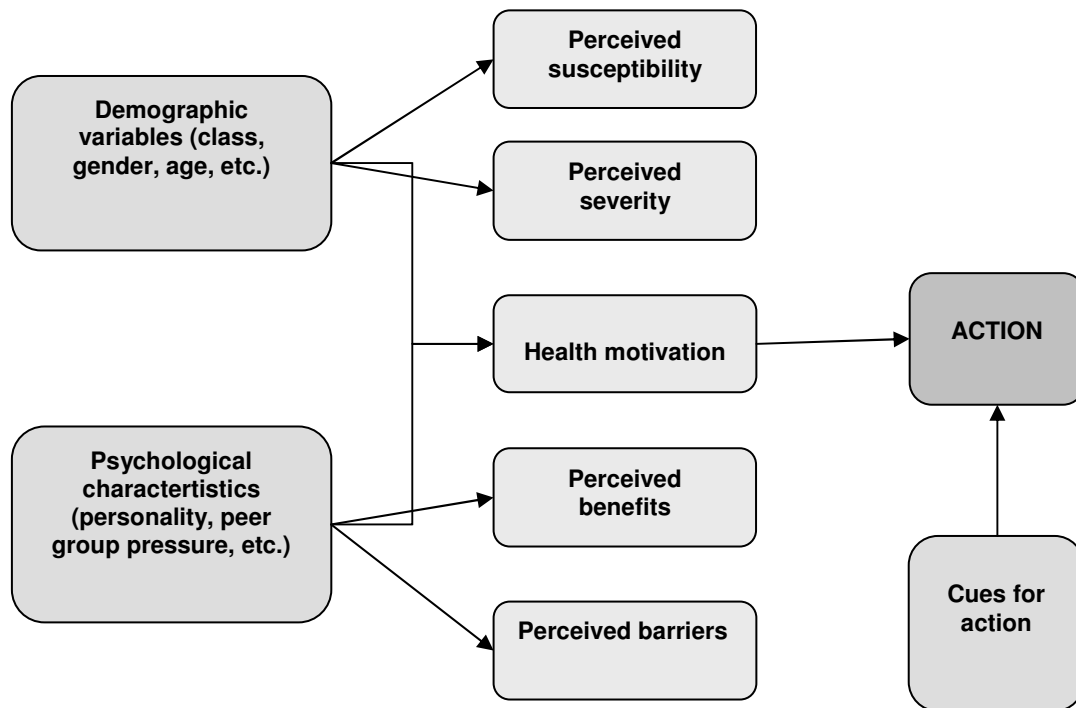 Perceived
susceptibility
Demographic
variables (class,
gender, age, etc.)
Perceived
severity
Health motivation
ACTION
Psychological
charactertistics
(personality, peer
group pressure, etc.)
Perceived
benefits
Perceived barriers
Cues for
action